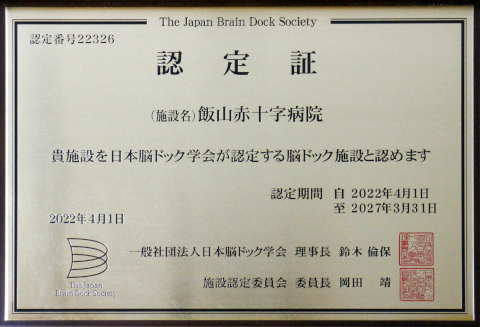 The Japan Brain Dock Society
認定番号22326
認定証
(施設名)飯山赤十字病院
貴施設を日本脳ドック学会が認定する脳ドック施設と認めます
認定期間 自 2022年4月1日
至 2027年3月31日
2022年4月1日
一般社団法人日本脳ドック学会 理事長 鈴木 倫保
施設認定委員会 委員長 岡田 靖
The Japan
Brain Dock Society